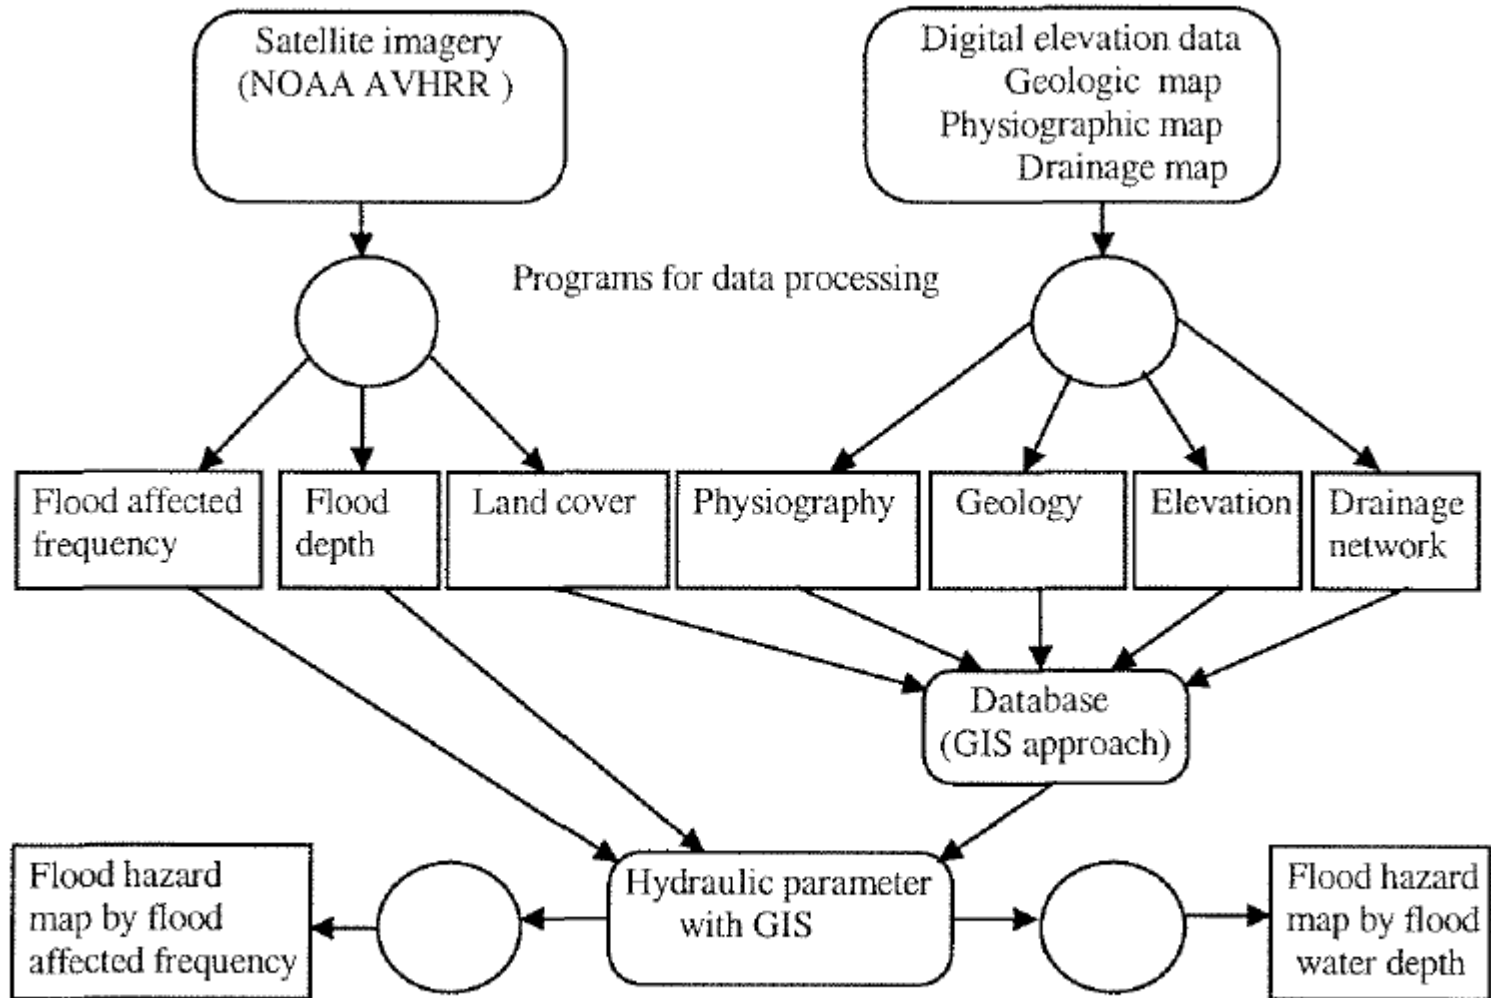 Satellite imagery
(NOAA AVHRR )
Digital elevation data
Geologic map
Physiographic map
Drainage map
Programs for data processing
Flood affected
frequency
Flood
depth
Land cover
Physiography
Geology
Elevation
Drainage
network
Database
(GIS approach)
Flood hazard
map by flood
affected frequency
Hydraulic parameter
with GIS
Flood hazard
map by flood
water depth